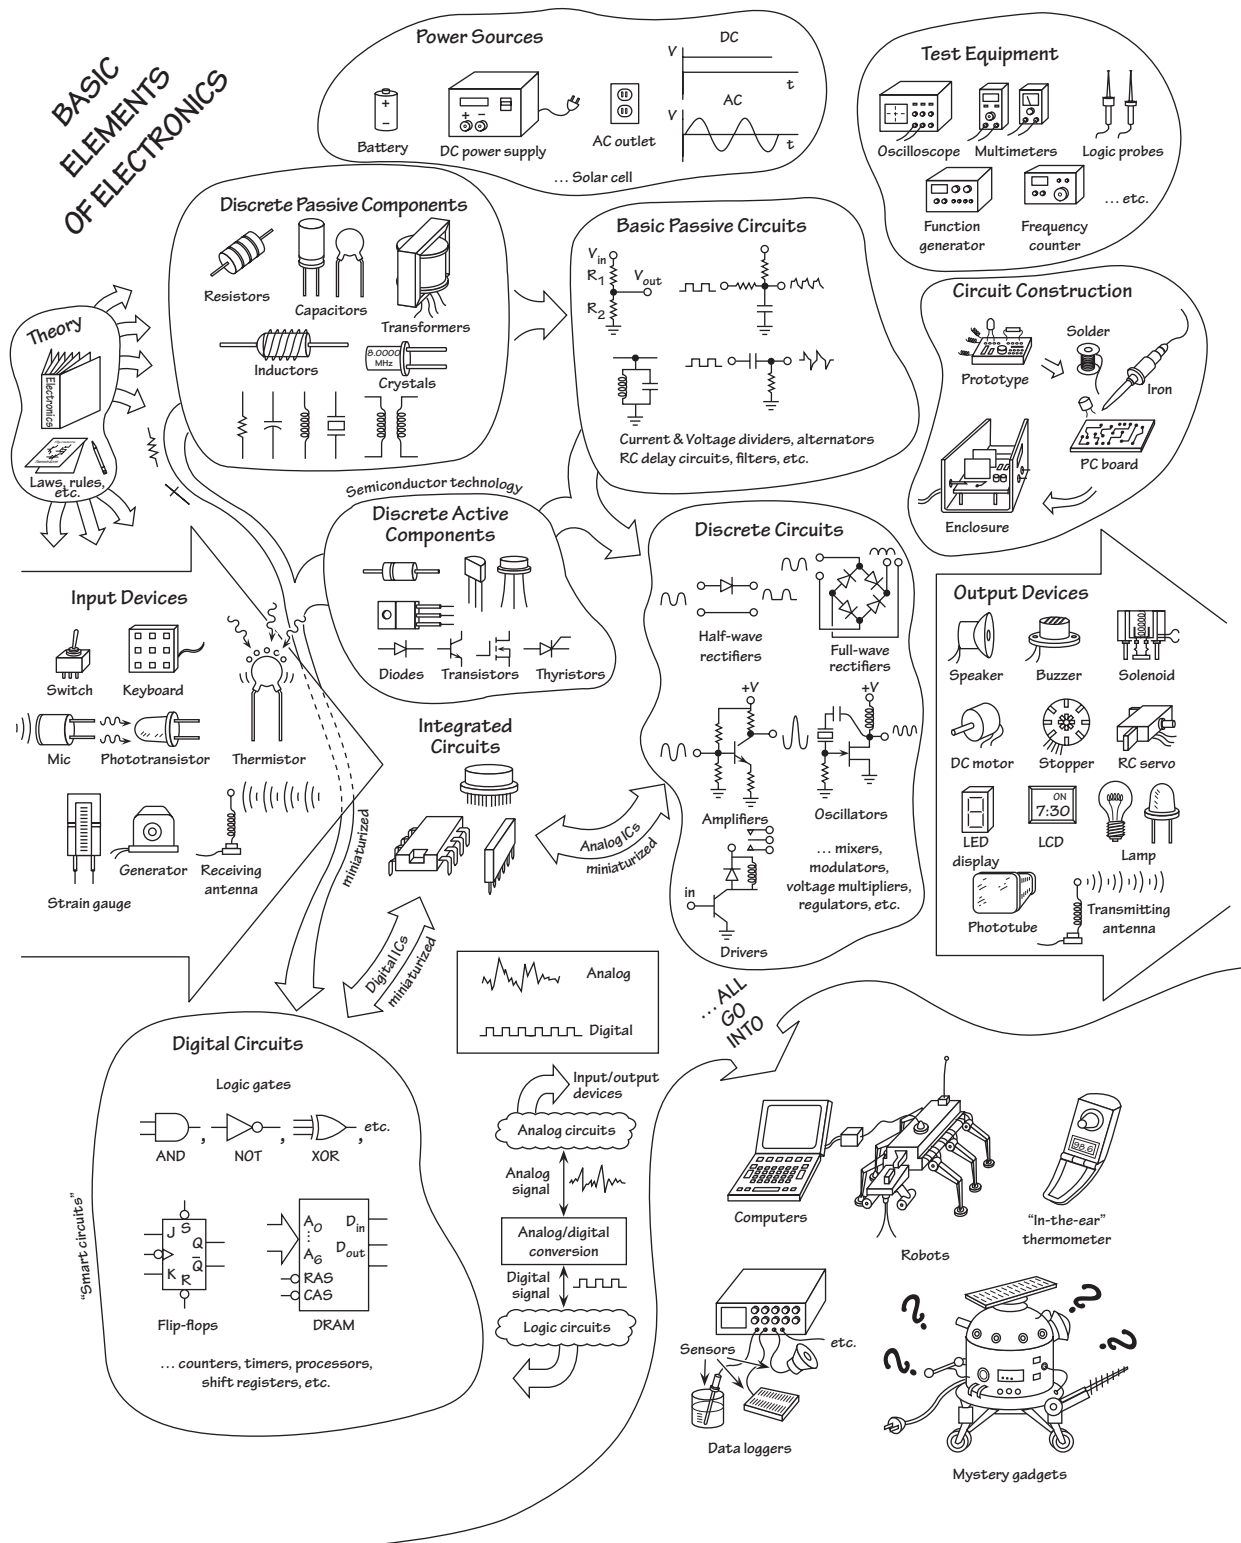 BASIC
ELEMENTS
OF ELECTRONICS
Power Sources
Battery
DC power supply
AC outlet
DC
V
t
AC
V
t
... Solar cell
Test Equipment
Oscilloscope
Multimeters
Logic probes
Function
generator
Frequency
counter
... etc.
Discrete Passive Components
Resistors
Capacitors
Transformers
Inductors
8.0000
MHz
Crystals
Basic Passive Circuits
Vin
R1
Vout
R2
Current & Voltage dividers, alternators
RC delay circuits, filters, etc.
Circuit Construction
Prototype
Solder
Iron
PC board
Enclosure
Theory
Electronics
Laws, rules,
etc.
Semiconductor technology
Discrete Active
Components
Diodes
Transistors
Thyristors
Discrete Circuits
Half-wave
rectifiers
Full-wave
rectifiers
+V
Amplifiers
+V
Oscillators
in
Drivers
... mixers,
modulators,
voltage multipliers,
regulators, etc.
Input Devices
Switch
Keyboard
Mic
Phototransistor
Thermistor
Strain gauge
Generator
Receiving
antenna
Integrated
Circuits
miniaturized
Analog ICs
miniaturized
Digital ICs
miniaturized
Output Devices
Speaker
Buzzer
Solenoid
DC motor
Stopper
RC servo
LED
display
ON
7:30
LCD
Lamp
Phototube
Transmitting
antenna
Analog
Digital
... ALL
GO
INTO
Digital Circuits
Logic gates
AND
,
NOT
,
XOR
, etc.
"Smart circuits"
J
S
Q
K
R
Q̅
Flip-flops
A0
...
A6
RAS
CAS
Din
Dout
DRAM
... counters, timers, processors,
shift registers, etc.
Input/output
devices
Analog circuits
Analog
signal
Analog/digital
conversion
Digital
signal
Logic circuits
Computers
Robots
"In-the-ear"
thermometer
Sensors
etc.
Data loggers
? ? ? ?
Mystery gadgets